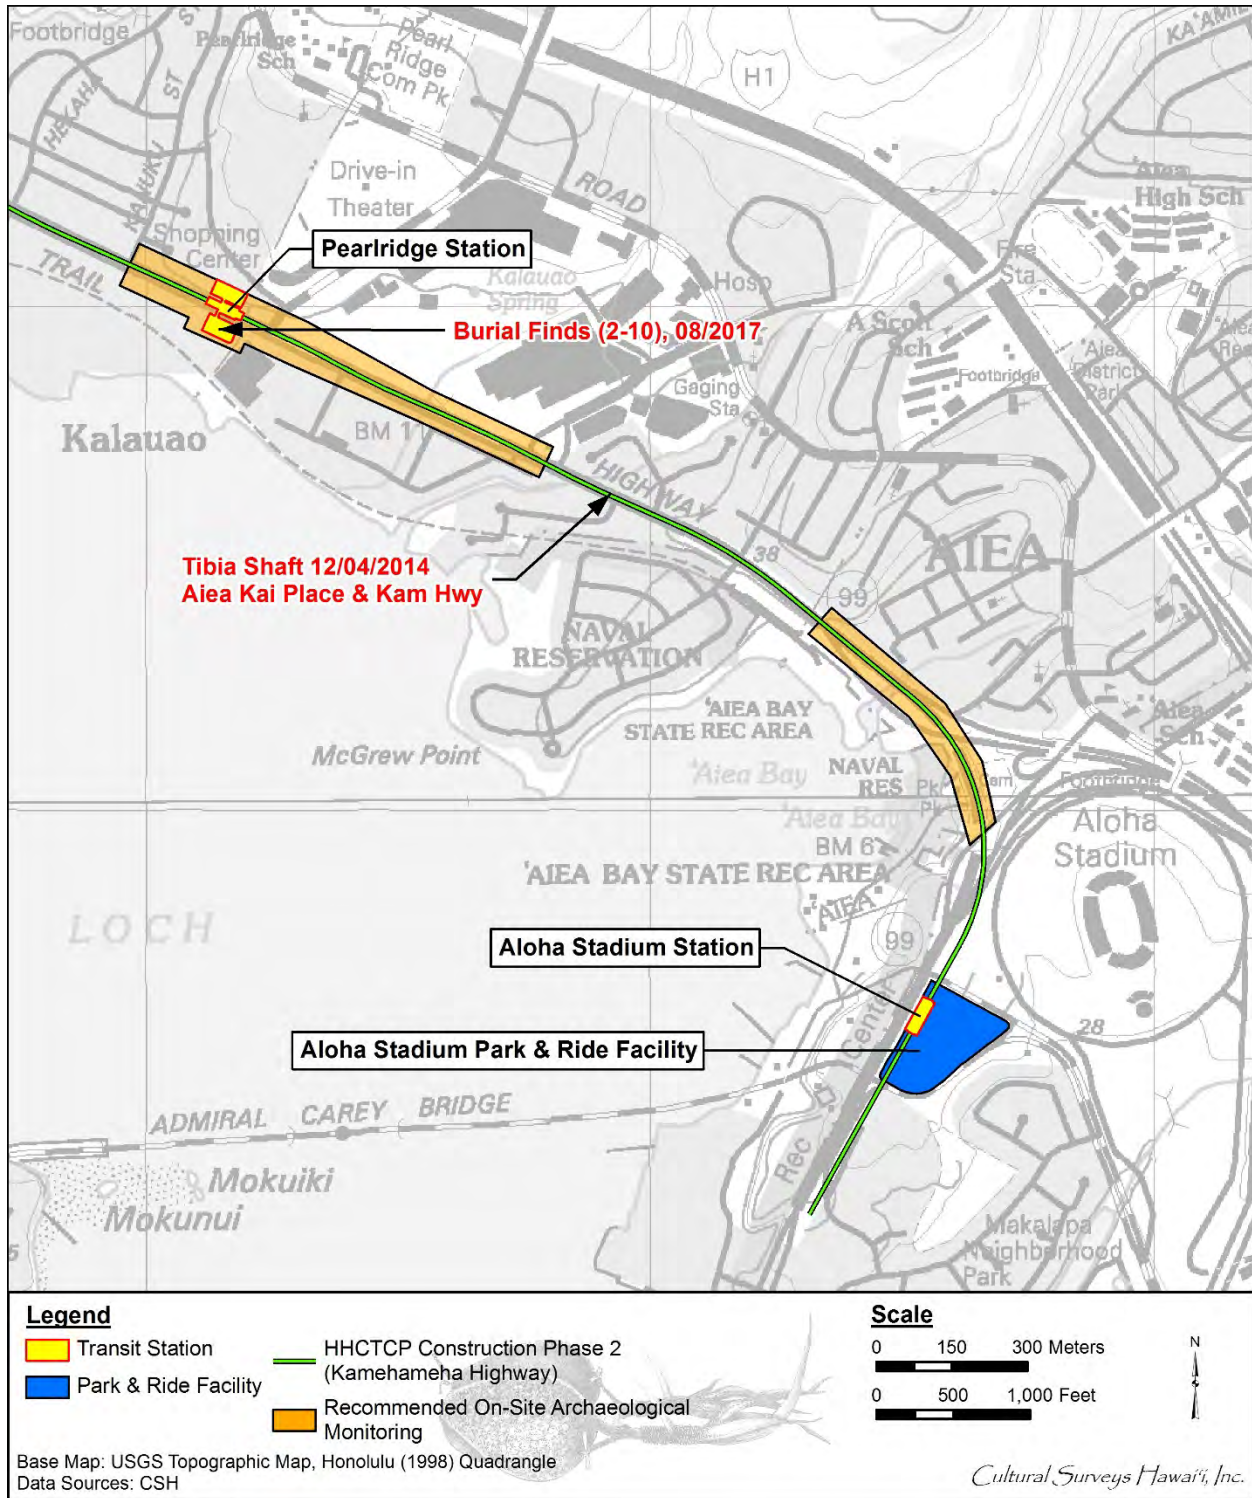 Footbridge
ST
Pearlridge
Sch
Pearl
Ridge
Com Pk
H1
ST
Drive-in
Theater
ROAD
'Aiea
High Sch
Shopping
Center
TRAIL
Pearlridge Station
Kalauao
Spring
Hosp
Fire
Sta
Burial Finds (2-10), 08/2017
A Scott
Sch
Footbridge
Aiea
District
Park
Gaging
Sta
Kalauao
BM 11
HIGHWAY
Tibia Shaft 12/04/2014
Aiea Kai Place & Kam Hwy
38
'AIEA
99
NAVAL
RESERVATION
'AIEA BAY
STATE REC AREA
'Aiea
Sch
McGrew Point
'Aiea Bay
NAVAL
RES
Footbridge
'Aiea Bay
Aloha
Stadium
BM 6
'AIEA BAY STATE REC AREA
'AIEA
LOCH
99
Aloha Stadium Station
Rec Center
28
Aloha Stadium Park & Ride Facility
ADMIRAL CAREY BRIDGE
Mokuiki
Mokunui
Rec
Makalapa
Neighborhood
Park
Legend
Transit Station
Park & Ride Facility
HHCTCP Construction Phase 2
(Kamehameha Highway)
Recommended On-Site Archaeological
Monitoring
Scale
0 150 300 Meters
0 500 1,000 Feet
N
Base Map: USGS Topographic Map, Honolulu (1998) Quadrangle
Data Sources: CSH
Cultural Surveys Hawai'i, Inc.